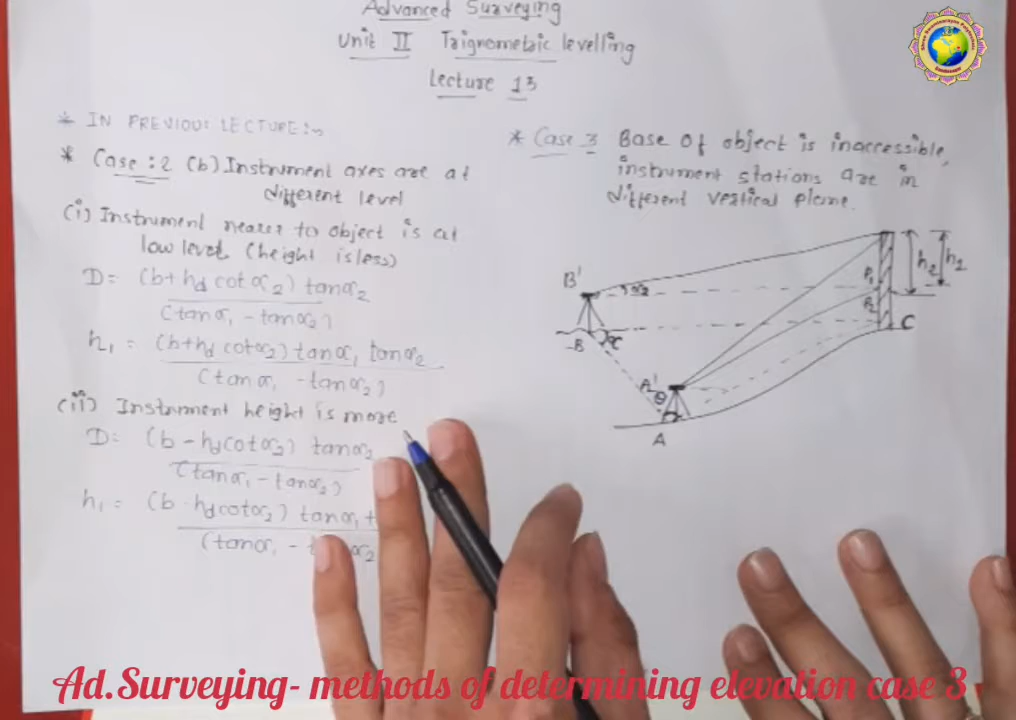 Advanced Surveying
Unit II Trignometric levelling
Lecture 13
* IN PREVIOUS LECTURE:~
* Case :2 (b) Instrument axes are at
different level
(i) Instrument nearer to object is at
low level (height is less)
D = (b+hd cot α2) tan α2
(tan α1 - tan α2)
h1 = (b+hd cot α2) tan α1 tan α2
(tan α1 - tan α2)
(ii) Instrument height is more
D = (b - hd cot α2) tan α2
(tan α1 - tan α2)
h1 = (b - hd cot α2) tan α1 t
(tan α1 - t α2
* Case 3 Base of object is inaccessible,
instrument stations are in
different vertical plane.
B'
α2
P1
h2
h1
P2
C
B
α
A'
θ
A
Ad.Surveying- methods of determining elevation case 3